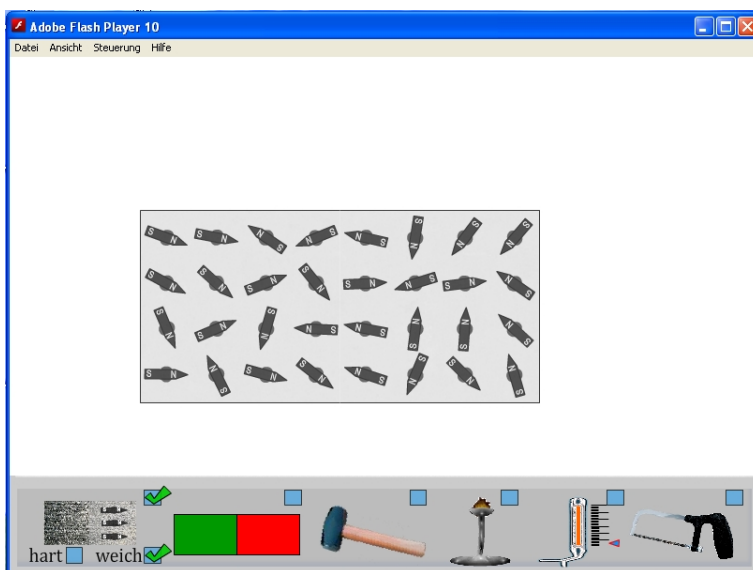 Adobe Flash Player 10
Datei Ansicht Steuerung Hilfe
S N S N N S N S N S S N S N S N
S N S N S N S N S N N S S N N S
S N S N S N N S N S N S N S N S
S N N S S N S N N S S N S N N S
hart weich